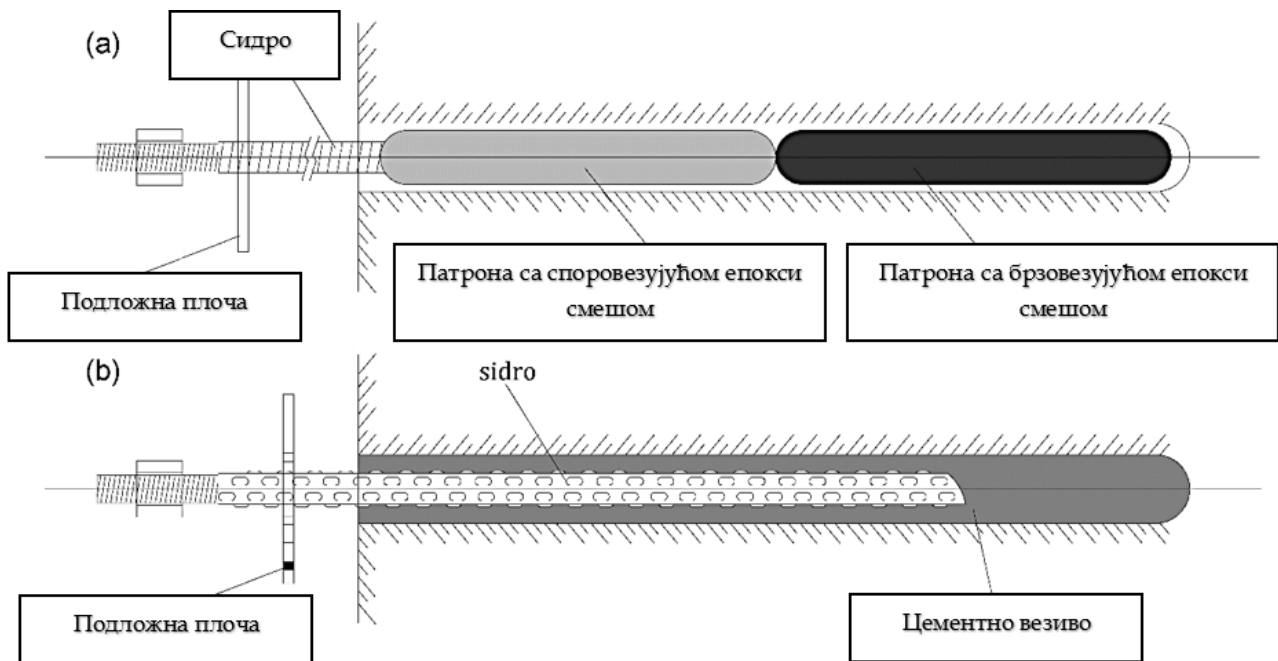 (a)
Сидро
Подложна плоча
Патрона са споровезујућом епокси
смешом
Патрона са брзовезујућом епокси
смешом
(b)
sidro
Подложна плоча
Цементно везиво